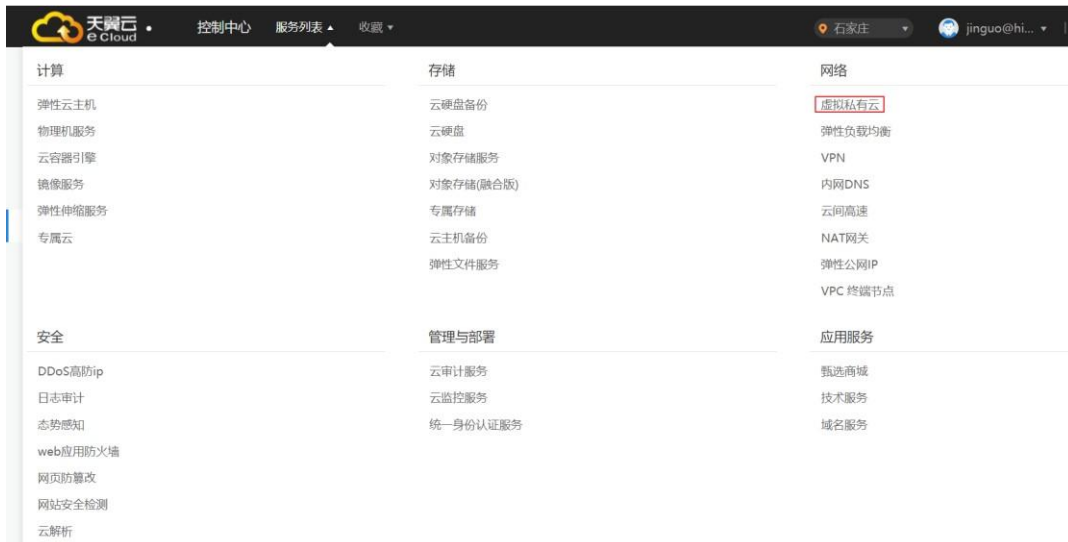 天翼云
e Cloud
控制中心 服务列表 收藏 石家庄 jinguo@hi...
计算 存储 网络
弹性云主机 云硬盘备份 虚拟私有云
物理机服务 云硬盘 弹性负载均衡
云容器引擎 对象存储服务 VPN
镜像服务 对象存储(融合版) 内网DNS
弹性伸缩服务 专属存储 云间高速
专属云 云主机备份 NAT网关
弹性文件服务 弹性公网IP
VPC 终端节点
安全 管理与部署 应用服务
DDoS高防ip 云审计服务 甄选商城
日志审计 云监控服务 技术服务
态势感知 统一身份认证服务 域名服务
web应用防火墙
网页防篡改
网站安全检测
云解析